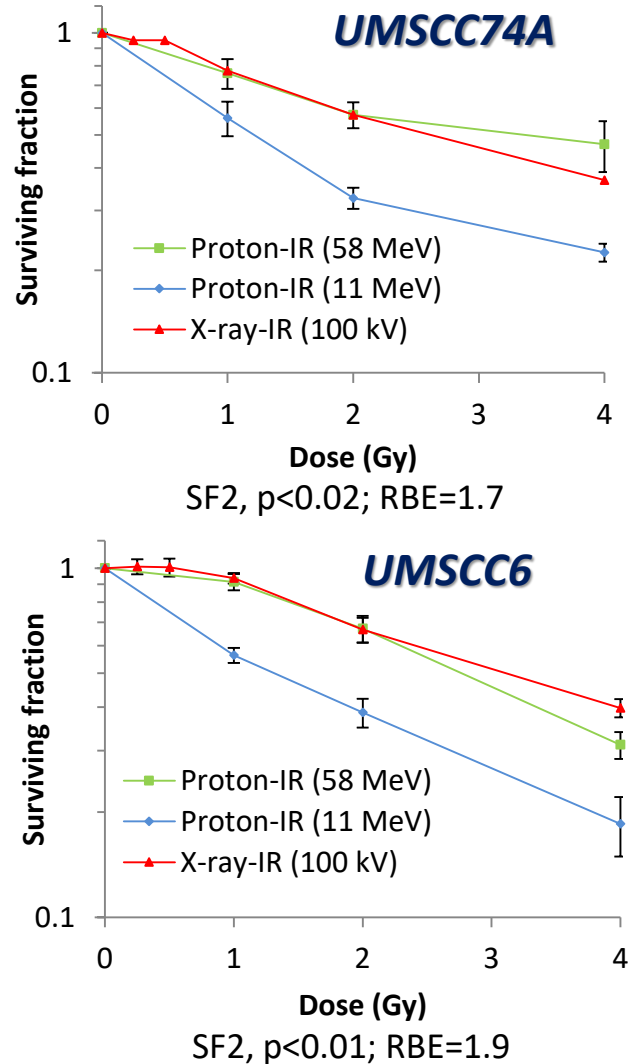 UMSCC74A
1
0.1
Surviving fraction
Proton-IR (58 MeV)
Proton-IR (11 MeV)
X-ray-IR (100 kV)
0 1 2 3 4
Dose (Gy)
SF2, p<0.02; RBE=1.7
UMSCC6
1
0.1
Surviving fraction
Proton-IR (58 MeV)
Proton-IR (11 MeV)
X-ray-IR (100 kV)
0 1 2 3 4
Dose (Gy)
SF2, p<0.01; RBE=1.9